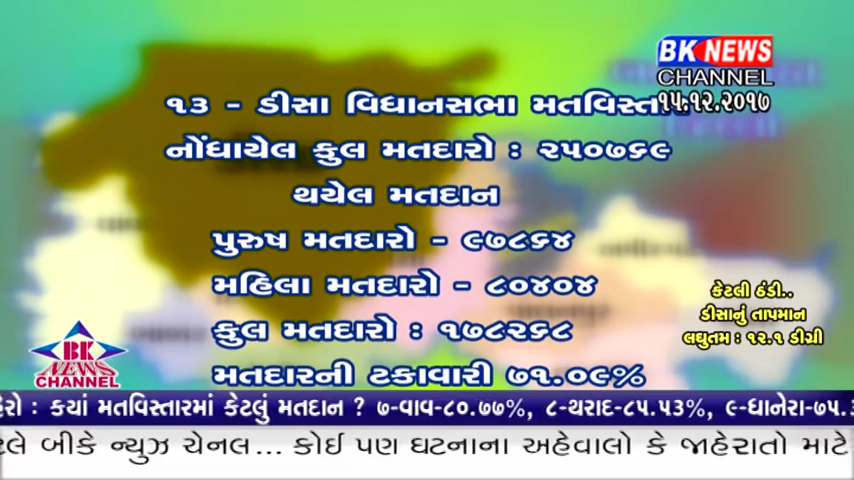 BK NEWS
CHANNEL
૧૫.૧૨.૨૦૧૭
૧૩ - ડીસા વિધાનસભા
નોંધાયેલ કુલ મતદારો : ૨૫૦૭૬૯
થયેલ મતદાન
પુરુષ મતદારો - ૯૭૮૬૪
મહિલા મતદારો - ૮૦૪૦૪
કુલ મતદારો : ૧૭૮૨૬૮
મતદારની ટકાવારી ૭૧.૦૯%
કેટલી ઠંડી..
ડીસાનું તાપમાન
લઘુતમ : ૧૨.૧ ડીગ્રી
BK
NEWS
CHANNEL
: કયાં મતવિસ્તારમાં કેટલું મતદાન ? ૭-વાવ-૮૦.૭૭%, ૮-થરાદ-૮૫.૫૩%, ૯-ધાનેરા-૭૫.
બીકે ન્યુઝ ચેનલ... કોઈ પણ ઘટનાના અહેવાલો કે જાહેરાતો માટે